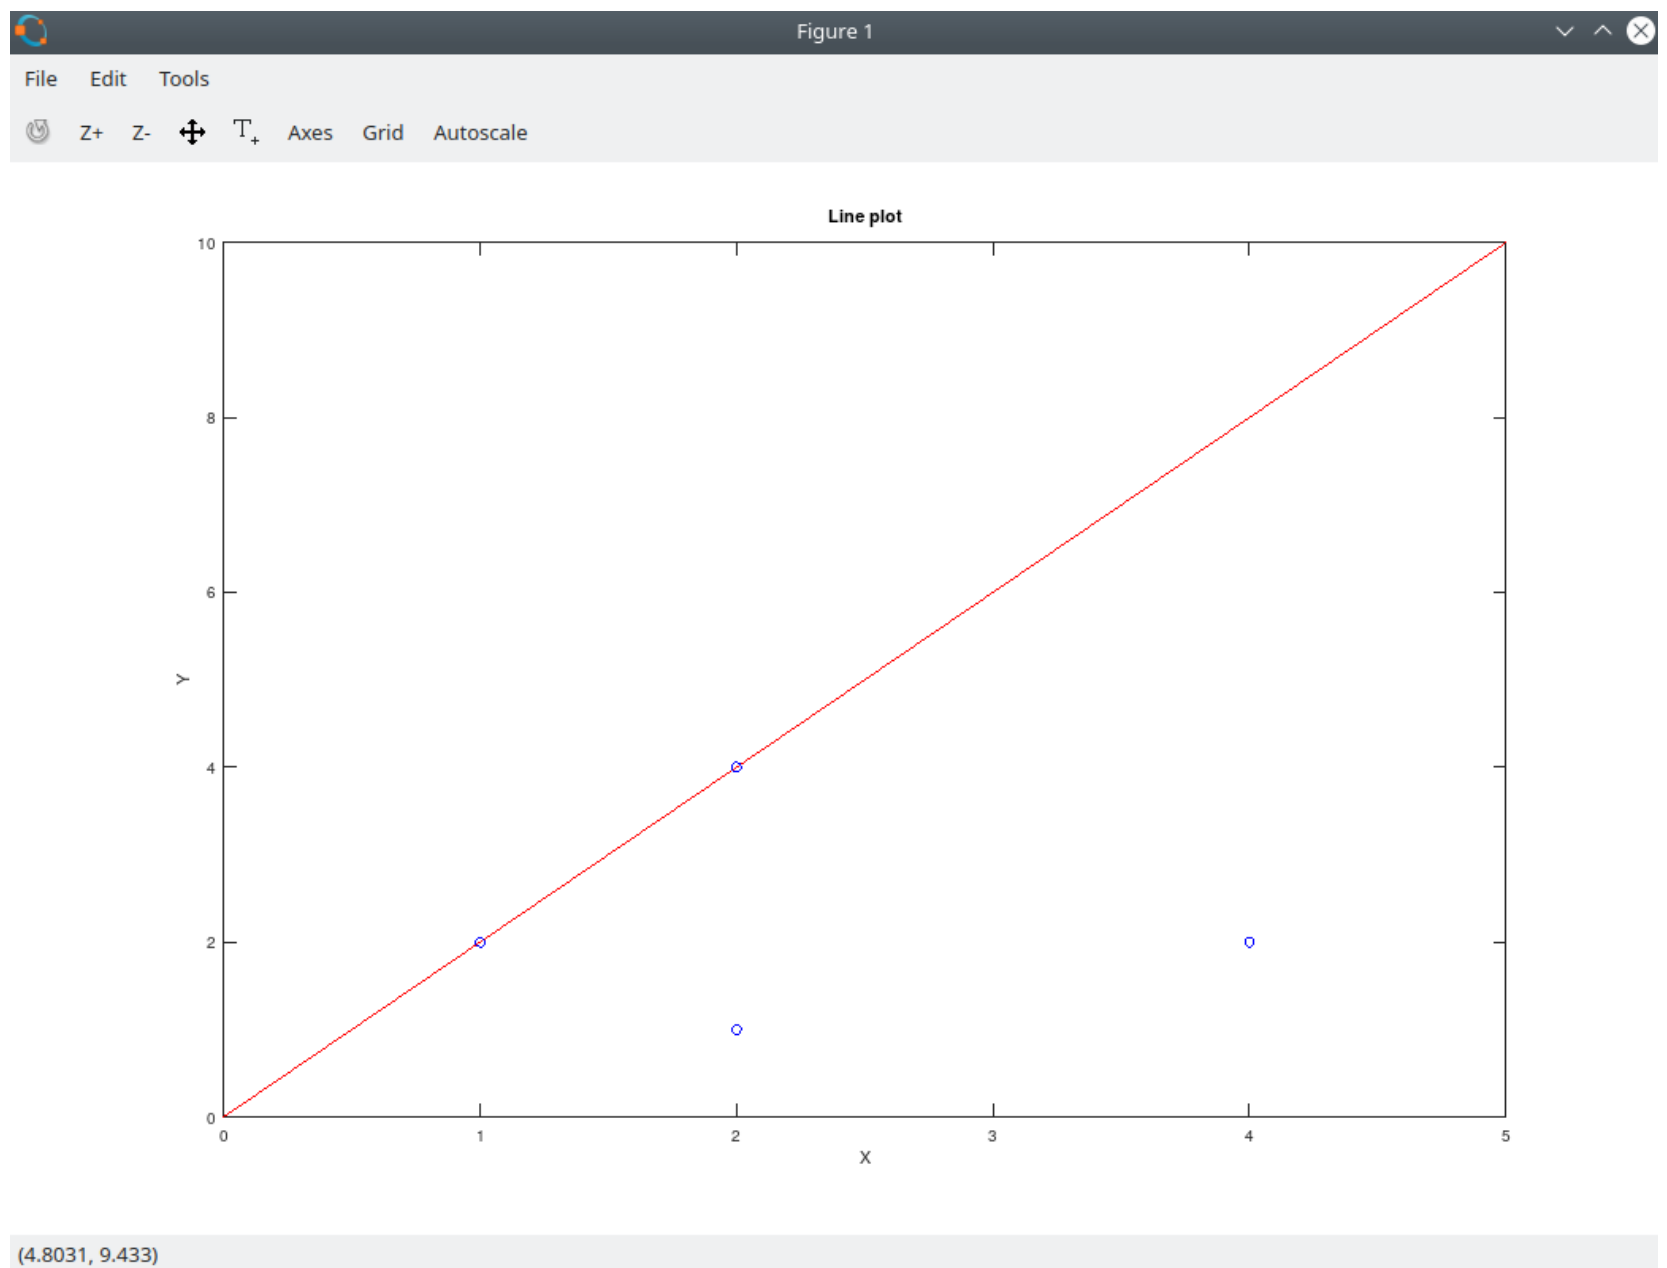 Figure 1
File Edit Tools
Z+ Z- T+ Axes Grid Autoscale
Line plot
10
8
6
4
2
0
Y
0 1 2 3 4 5
X
(4.8031, 9.433)